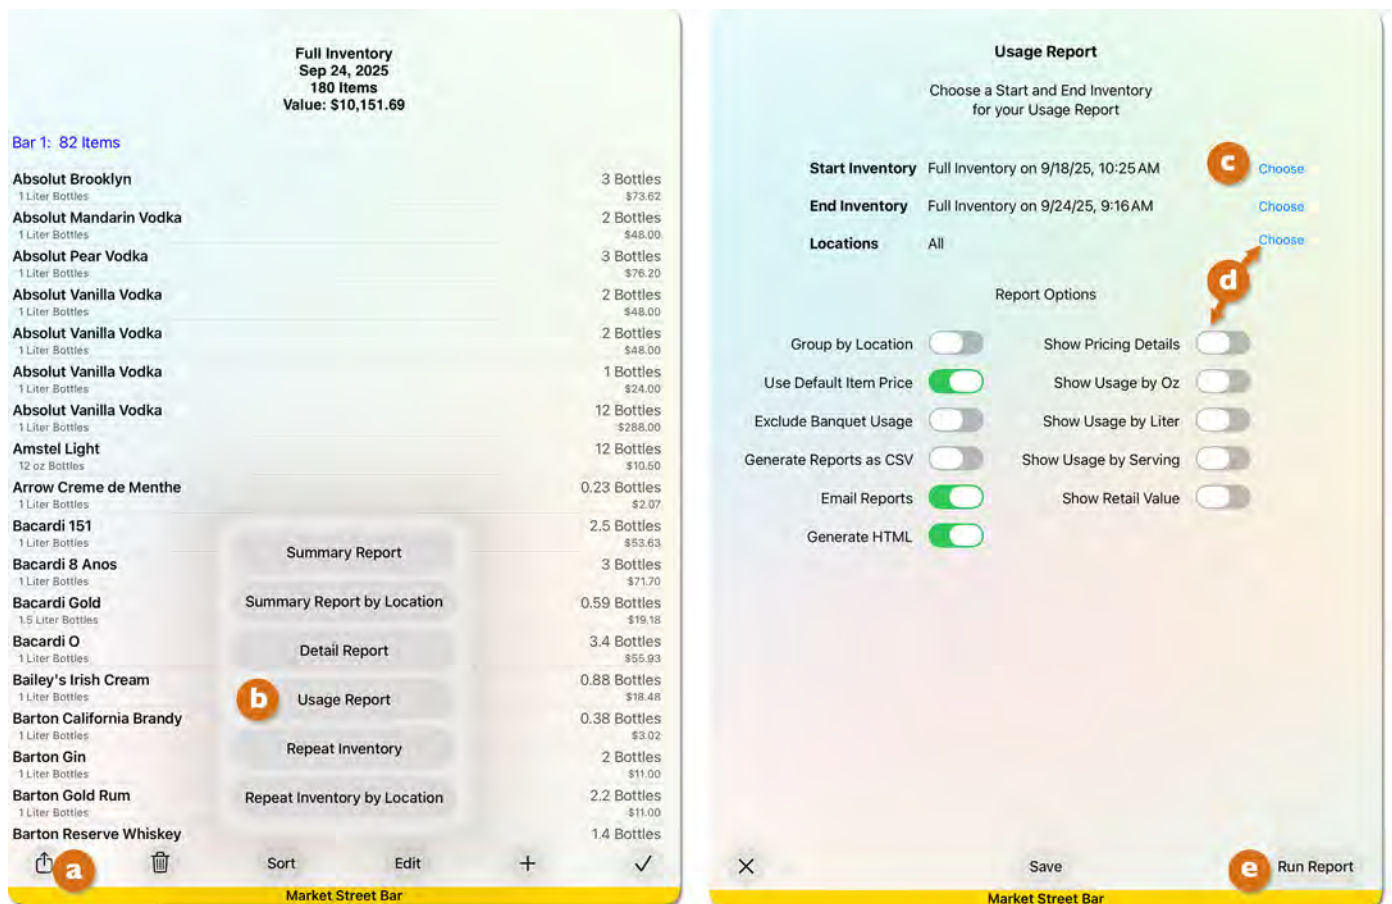 Full Inventory
Sep 24, 2025
180 Items
Value: $10,151.69
Bar 1: 82 Items
Absolut Brooklyn 3 Bottles
1 Liter Bottles $73.62
Absolut Mandarin Vodka 2 Bottles
1 Liter Bottles $48.00
Absolut Pear Vodka 3 Bottles
1 Liter Bottles $76.20
Absolut Vanilla Vodka 2 Bottles
1 Liter Bottles $48.00
Absolut Vanilla Vodka 2 Bottles
1 Liter Bottles $48.00
Absolut Vanilla Vodka 1 Bottles
1 Liter Bottles $24.00
Absolut Vanilla Vodka 12 Bottles
1 Liter Bottles $288.00
Amstel Light 12 Bottles
12 oz Bottles $10.50
Arrow Creme de Menthe 0.23 Bottles
1 Liter Bottles $2.07
Bacardi 151 2.5 Bottles
1 Liter Bottles $53.63
Bacardi 8 Anos 3 Bottles
1 Liter Bottles $71.70
Bacardi Gold 0.59 Bottles
1.5 Liter Bottles $19.18
Bacardi O 3.4 Bottles
1 Liter Bottles $55.93
Bailey's Irish Cream 0.88 Bottles
1 Liter Bottles $18.48
Barton California Brandy 0.38 Bottles
1 Liter Bottles $3.02
Barton Gin 2 Bottles
1 Liter Bottles $11.00
Barton Gold Rum 2.2 Bottles
1 Liter Bottles $11.00
Barton Reserve Whiskey 1.4 Bottles
Summary Report
Summary Report by Location
Detail Report
b Usage Report
Repeat Inventory
Repeat Inventory by Location
a Sort Edit +
Market Street Bar
Usage Report
Choose a Start and End Inventory
for your Usage Report
Start Inventory Full Inventory on 9/18/25, 10:25 AM c Choose
End Inventory Full Inventory on 9/24/25, 9:16 AM Choose
Locations All Choose
d
Report Options
Group by Location Show Pricing Details
Use Default Item Price Show Usage by Oz
Exclude Banquet Usage Show Usage by Liter
Generate Reports as CSV Show Usage by Serving
Email Reports Show Retail Value
Generate HTML
Save e Run Report
Market Street Bar